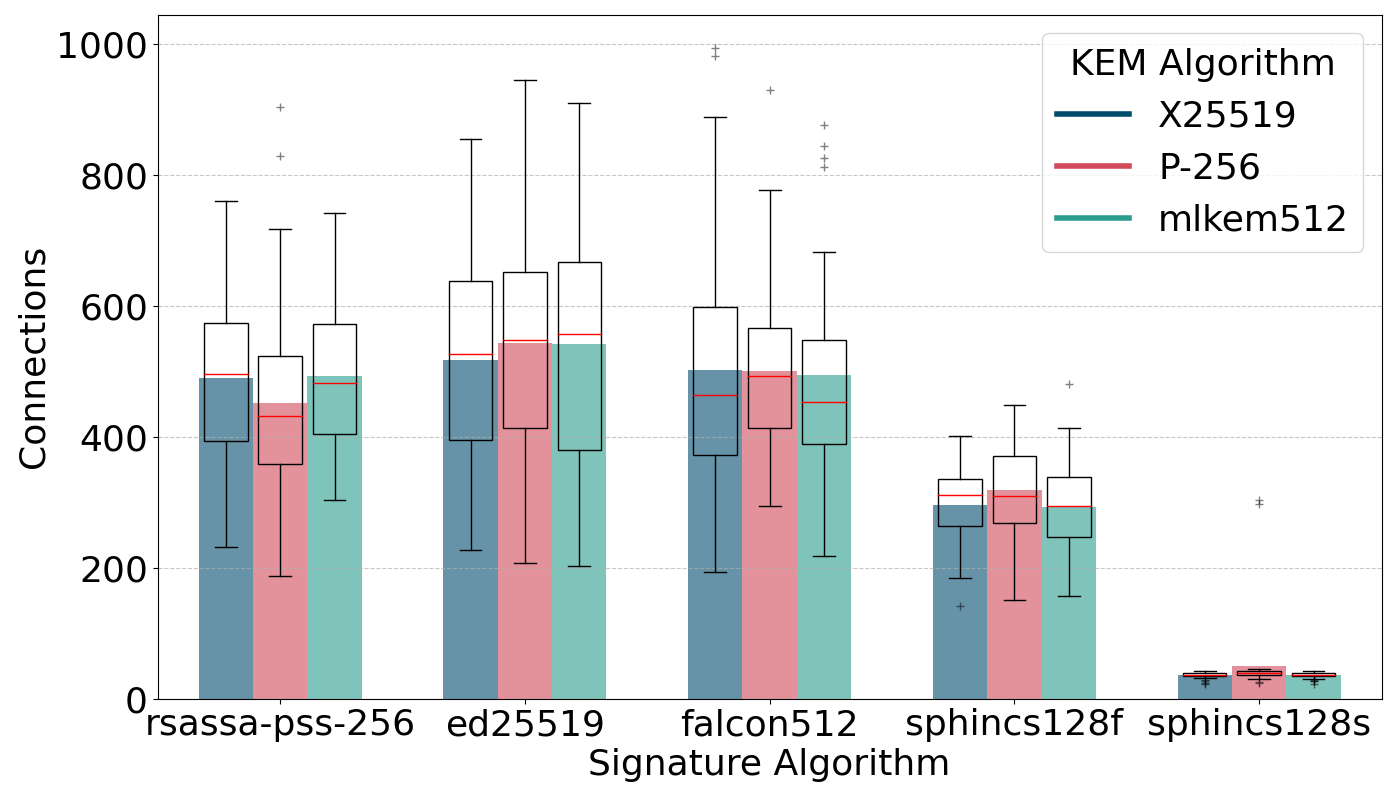 1000
800
600
400
200
0
Connections
KEM Algorithm
X25519
P-256
mlkem512
rsassa-pss-256 ed25519 falcon512 sphincs128f sphincs128s
Signature Algorithm